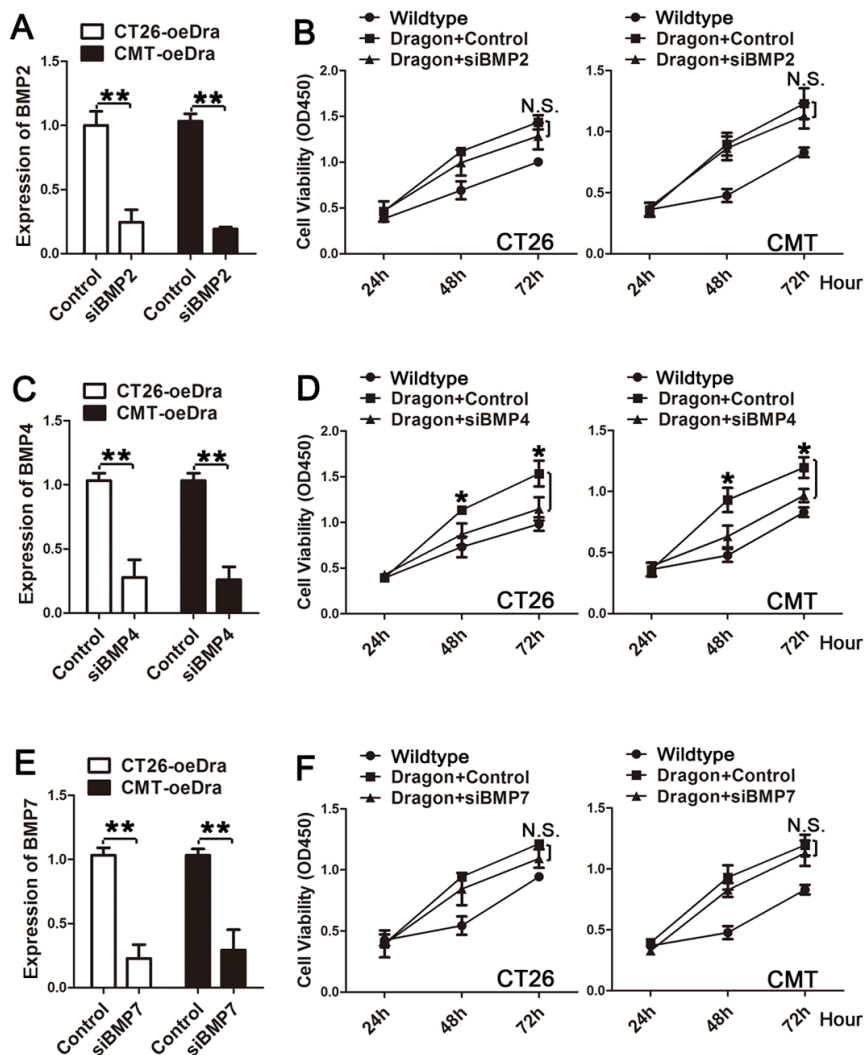 A
CT26-oeDra
CMT-oeDra
Expression of BMP2
1.5
1.0
0.5
0.0
**
**
Control
siBMP2
Control
siBMP2
B
Wildtype
Dragon+Control
Dragon+siBMP2
Cell Viability (OD450)
2.0
1.5
1.0
0.5
0.0
N.S.
CT26
24h
48h
72h
Wildtype
Dragon+Control
Dragon+siBMP2
1.5
1.0
0.5
0.0
N.S.
CMT
24h
48h
72h
Hour
C
CT26-oeDra
CMT-oeDra
Expression of BMP4
1.5
1.0
0.5
0.0
**
**
Control
siBMP4
Control
siBMP4
D
Wildtype
Dragon+Control
Dragon+siBMP4
Cell Viability (OD450)
2.0
1.5
1.0
0.5
0.0
*
*
CT26
24h
48h
72h
Wildtype
Dragon+Control
Dragon+siBMP4
1.5
1.0
0.5
0.0
*
*
CMT
24h
48h
72h
Hour
E
CT26-oeDra
CMT-oeDra
Expression of BMP7
1.5
1.0
0.5
0.0
**
**
Control
siBMP7
Control
siBMP7
F
Wildtype
Dragon+Control
Dragon+siBMP7
Cell Viability (OD450)
1.5
1.0
0.5
0.0
N.S.
CT26
24h
48h
72h
Wildtype
Dragon+Control
Dragon+siBMP7
1.5
1.0
0.5
0.0
N.S.
CMT
24h
48h
72h
Hour